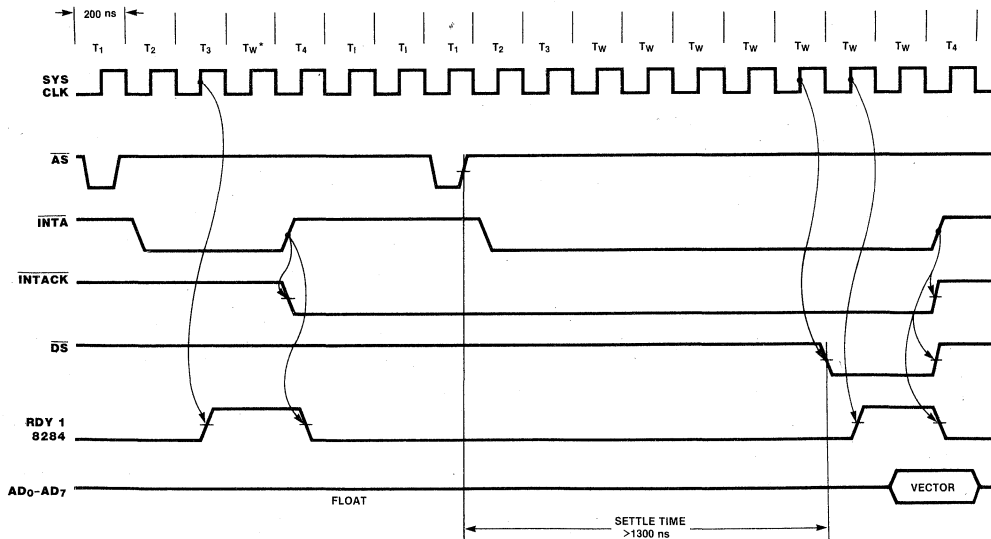 200 ns
T1 T2 T3 TW* T4 TI TI T1 T2 T3 TW TW TW TW TW TW T4
SYS
CLK
AS
INTA
INTACK
DS
RDY 1
8284
AD0-AD7
FLOAT
VECTOR
SETTLE TIME
>1300 ns